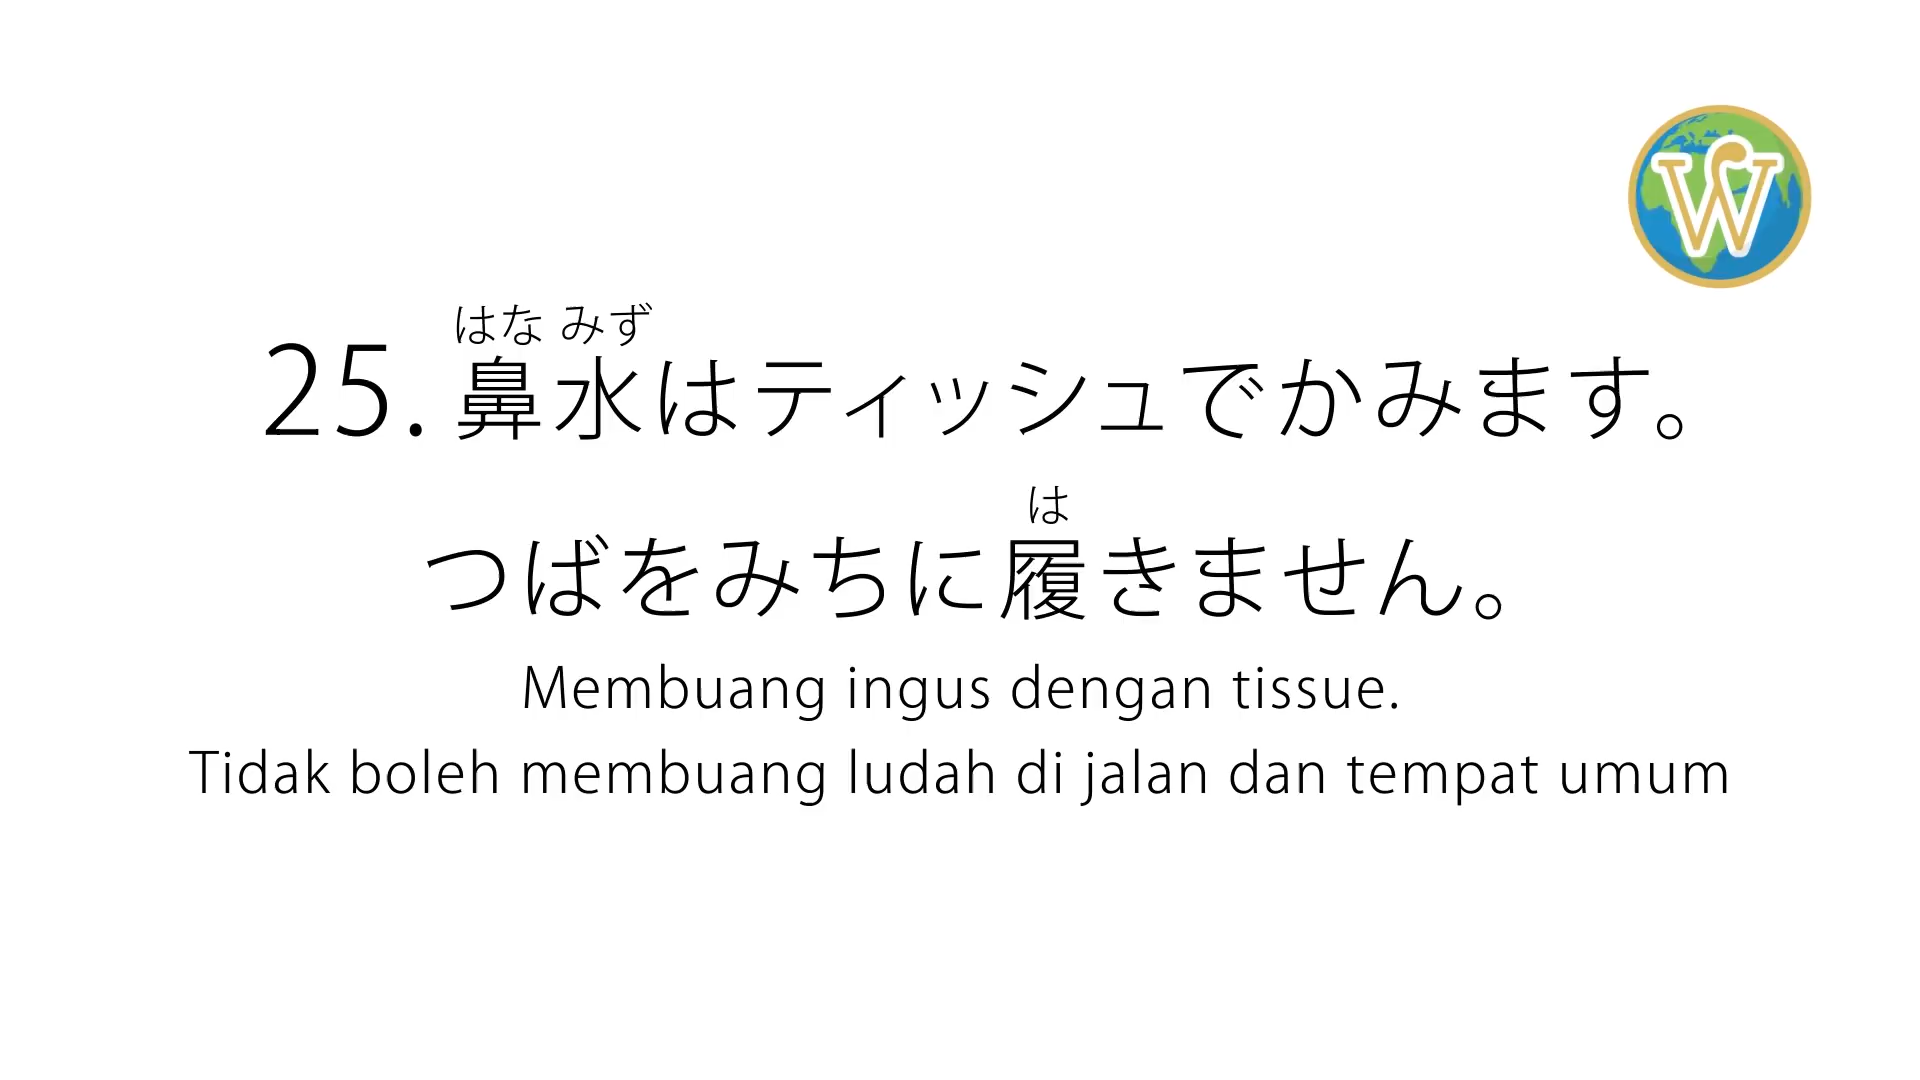 はな みず
25. 鼻水はティッシュでかみます。
は
つばをみちに履きません。
Membuang ingus dengan tissue.
Tidak boleh membuang ludah di jalan dan tempat umum
W